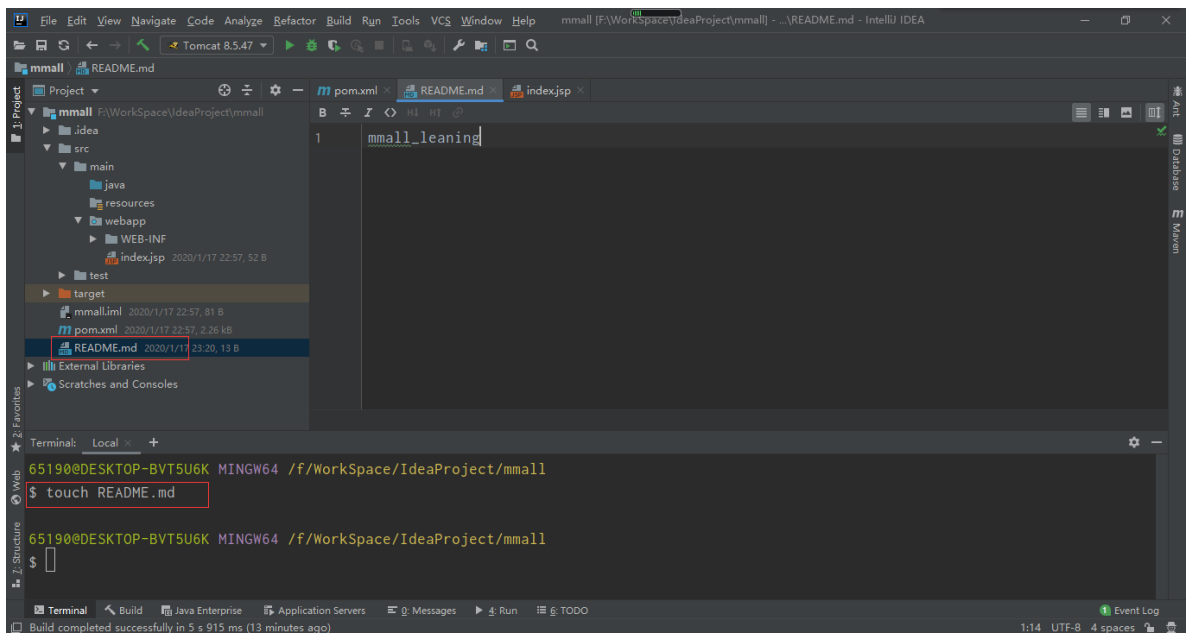 File Edit View Navigate Code Analyze Refactor Build Run Tools VCS Window Help mmall [F:\WorkSpace\IdeaProject\mmall] - ...\README.md - IntelliJ IDEA
Tomcat 8.5.47
mmall README.md
Project
pom.xml README.md index.jsp
1: Project
Ant
mmall F:\WorkSpace\IdeaProject\mmall
.idea
src
main
java
resources
webapp
WEB-INF
index.jsp 2020/1/17 22:57, 52 B
test
target
mmall.iml 2020/1/17 22:57, 81 B
pom.xml 2020/1/17 22:57, 2.26 kB
README.md 2020/1/17 23:20, 13 B
External Libraries
Scratches and Consoles
B I <> H↓ H↑
1 mmall_leaning
Database
Maven
2: Favorites
Web
Z: Structure
Terminal: Local +
65190@DESKTOP-BVT5U6K MINGW64 /f/WorkSpace/IdeaProject/mmall
$ touch README.md
65190@DESKTOP-BVT5U6K MINGW64 /f/WorkSpace/IdeaProject/mmall
$
Terminal Build Java Enterprise Application Servers 0: Messages 4: Run 6: TODO 1 Event Log
Build completed successfully in 5 s 915 ms (13 minutes ago) 1:14 UTF-8 4 spaces